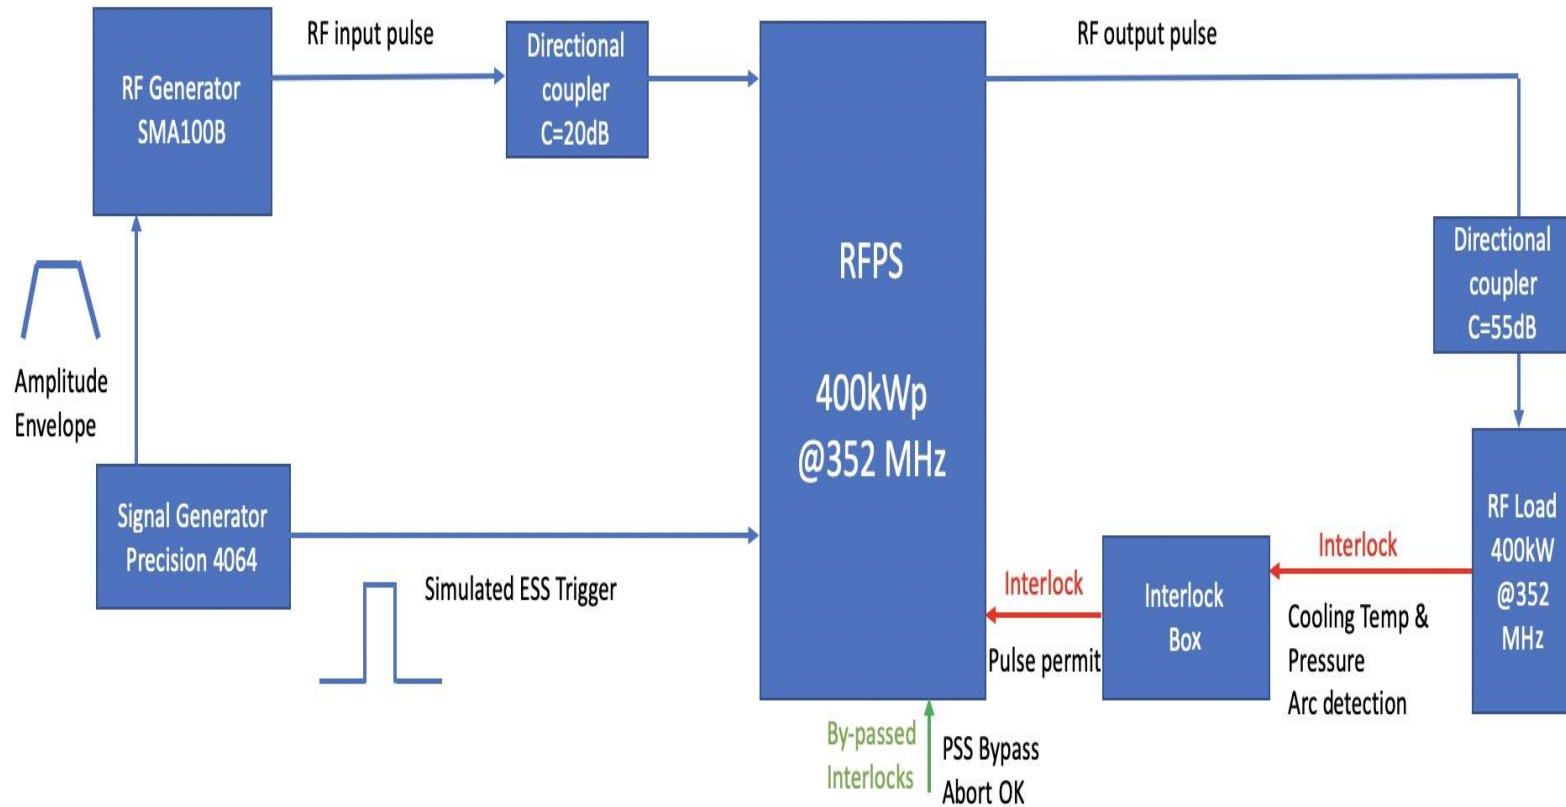 RF Generator
SMA100B
RF input pulse
Directional
coupler
C=20dB
RF output pulse
RFPS
400kWp
@352 MHz
Directional
coupler
C=55dB
Amplitude
Envelope
Signal Generator
Precision 4064
Simulated ESS Trigger
Interlock
Pulse permit
Interlock
Box
Interlock
Cooling Temp &
Pressure
Arc detection
RF Load
400kW
@352
MHz
By-passed
Interlocks
PSS Bypass
Abort OK